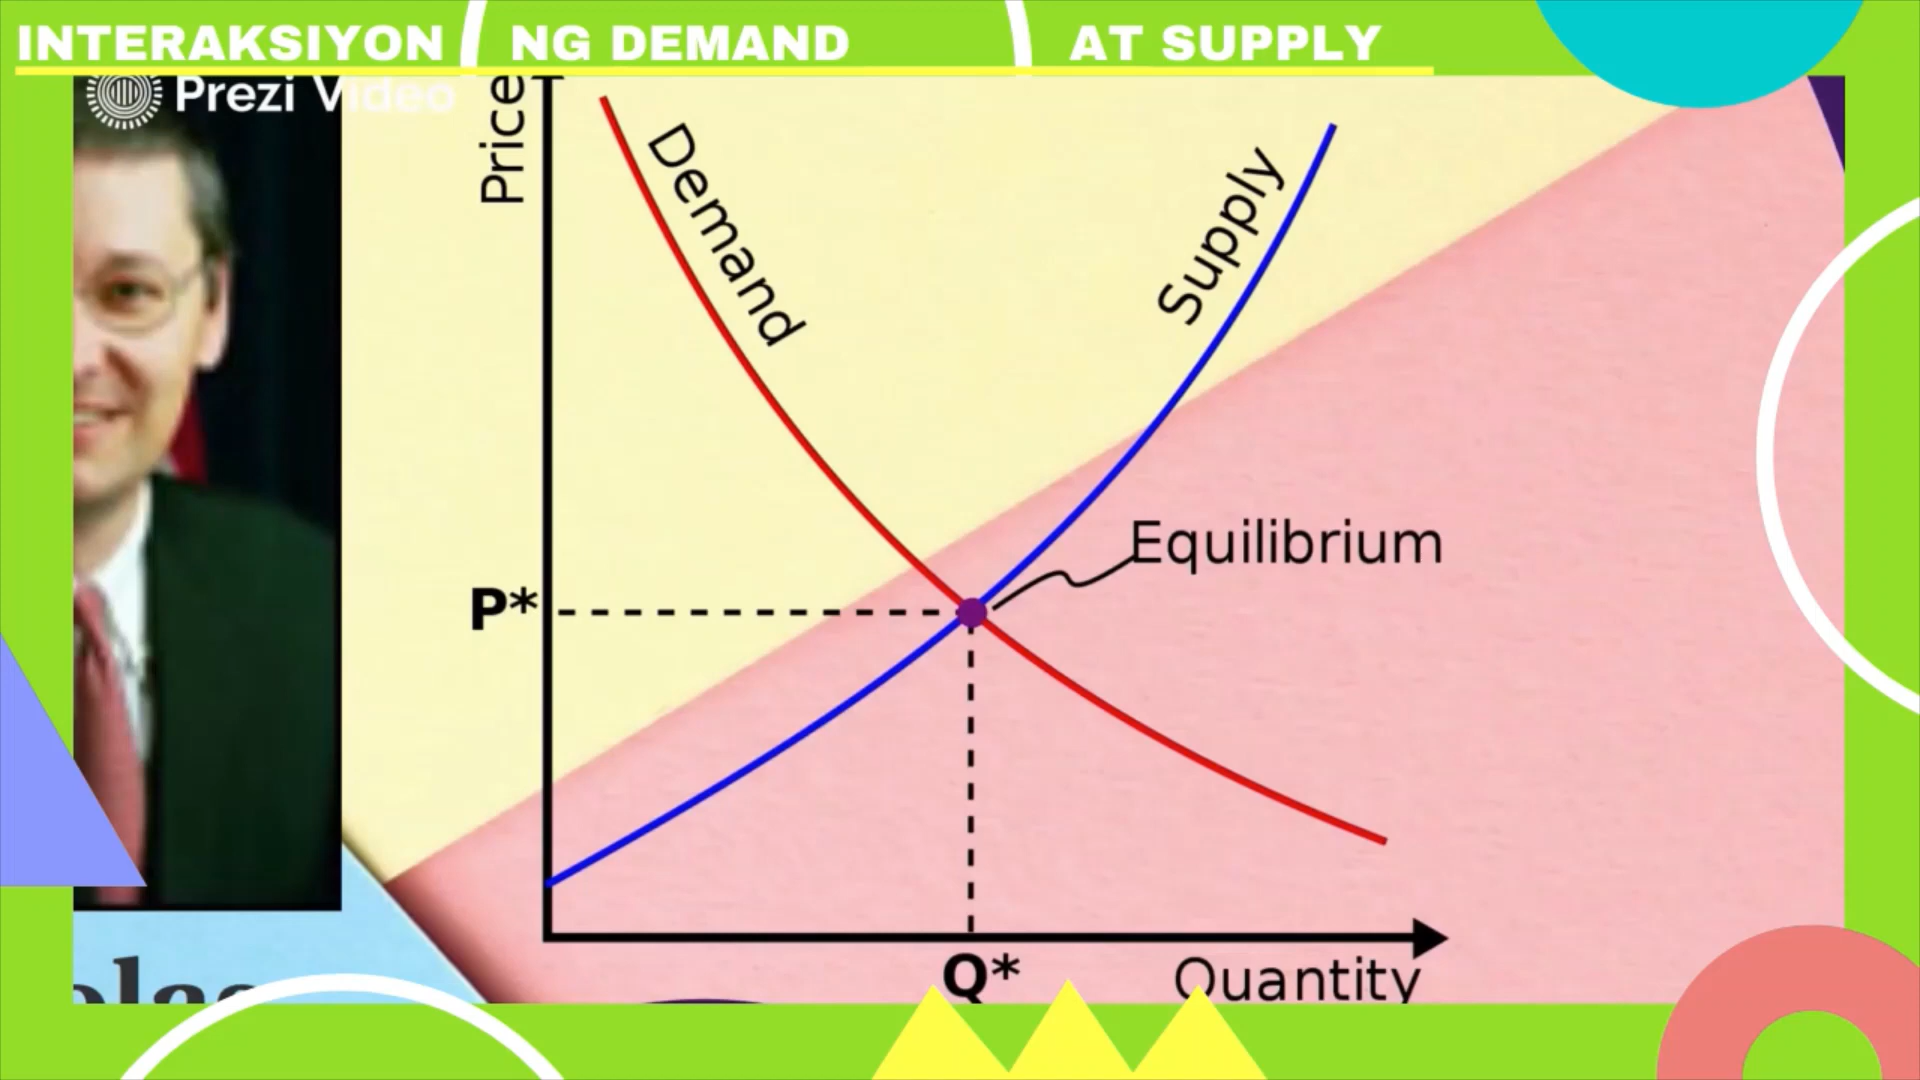 INTERAKSIYON NG DEMAND AT SUPPLY
Prezi Video
Price
Demand
Supply
Equilibrium
P*
Q*
Quantity